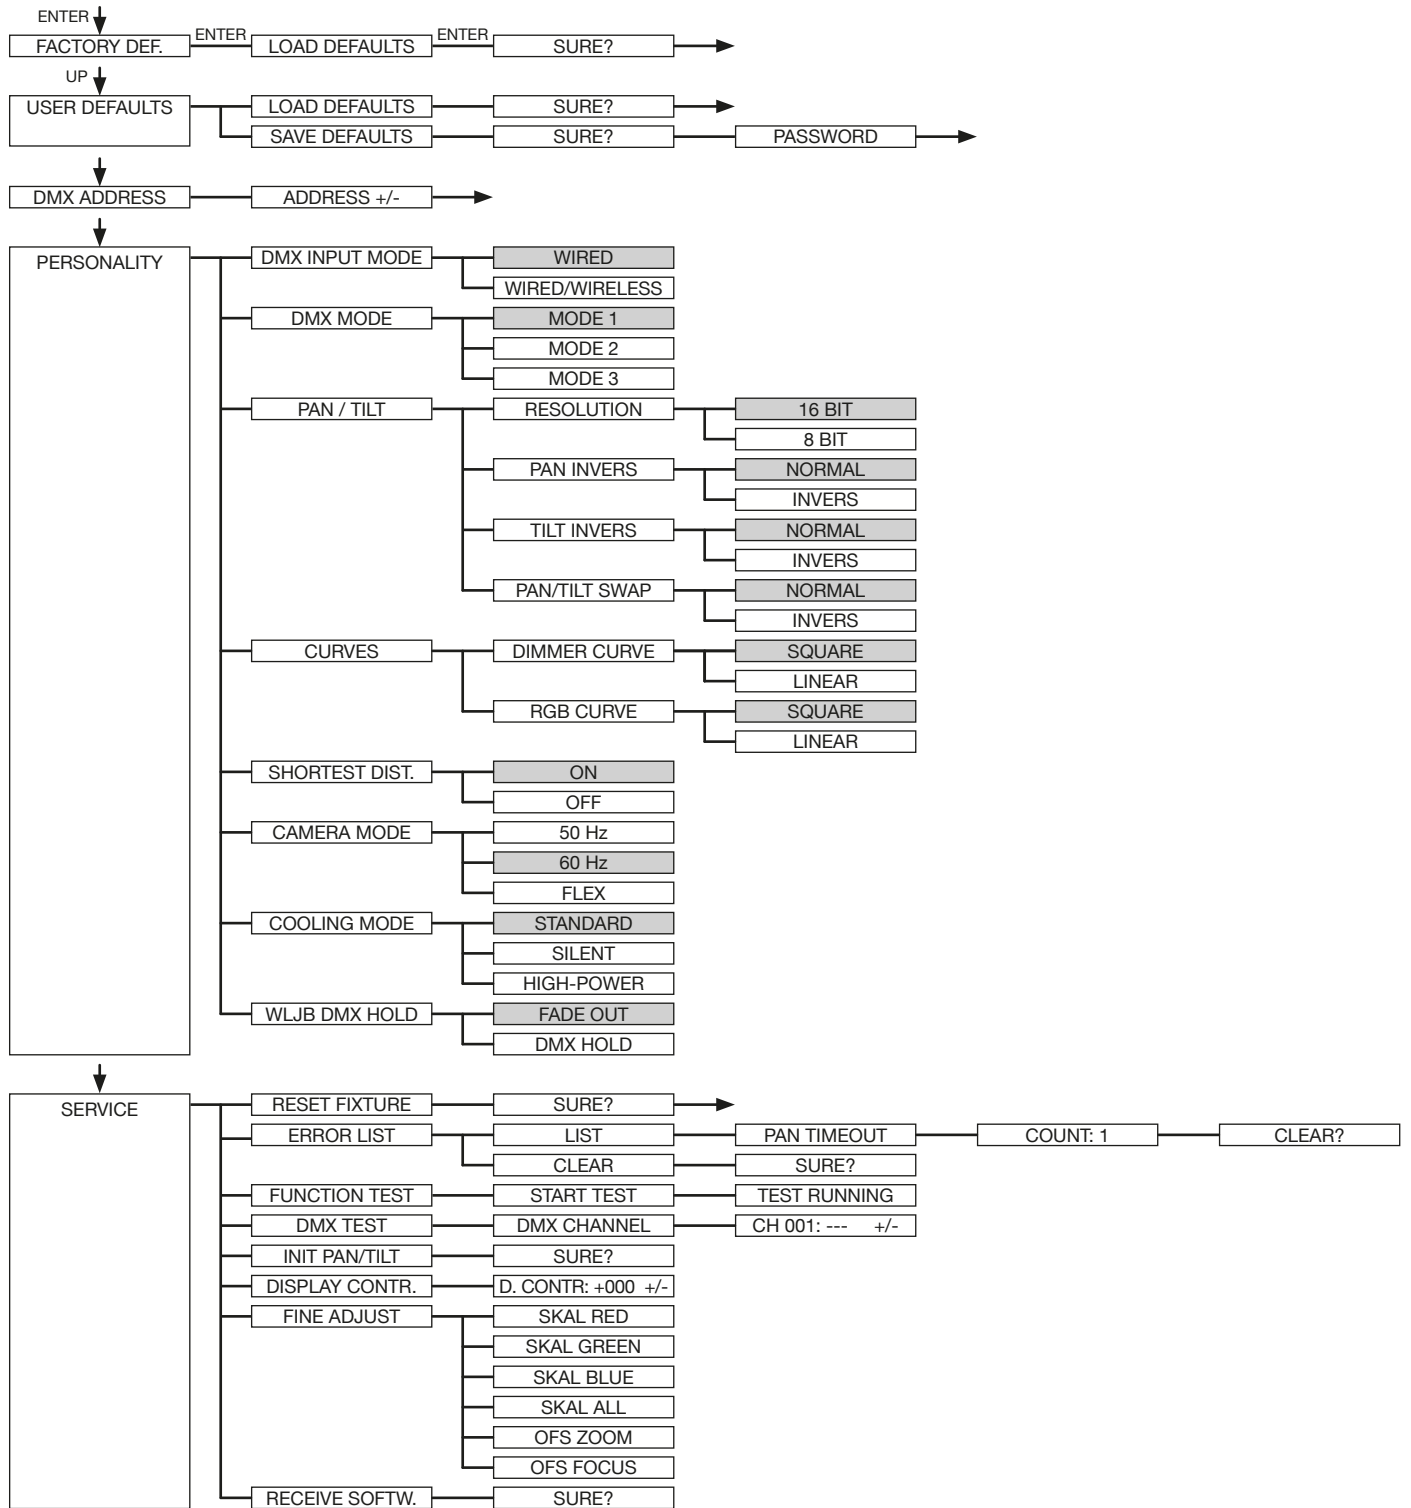 ENTER
FACTORY DEF. ENTER LOAD DEFAULTS ENTER SURE?
UP
USER DEFAULTS LOAD DEFAULTS SURE?
SAVE DEFAULTS SURE? PASSWORD
DMX ADDRESS ADDRESS +/-
PERSONALITY DMX INPUT MODE WIRED
WIRED/WIRELESS
DMX MODE MODE 1
MODE 2
MODE 3
PAN / TILT RESOLUTION 16 BIT
8 BIT
PAN INVERS NORMAL
INVERS
TILT INVERS NORMAL
INVERS
PAN/TILT SWAP NORMAL
INVERS
CURVES DIMMER CURVE SQUARE
LINEAR
RGB CURVE SQUARE
LINEAR
SHORTEST DIST. ON
OFF
CAMERA MODE 50 Hz
60 Hz
FLEX
COOLING MODE STANDARD
SILENT
HIGH-POWER
WLJB DMX HOLD FADE OUT
DMX HOLD
SERVICE RESET FIXTURE SURE?
ERROR LIST LIST PAN TIMEOUT COUNT: 1 CLEAR?
CLEAR SURE?
FUNCTION TEST START TEST TEST RUNNING
DMX TEST DMX CHANNEL CH 001: --- +/-
INIT PAN/TILT SURE?
DISPLAY CONTR. D. CONTR: +000 +/-
FINE ADJUST SKAL RED
SKAL GREEN
SKAL BLUE
SKAL ALL
OFS ZOOM
OFS FOCUS
RECEIVE SOFTW. SURE?